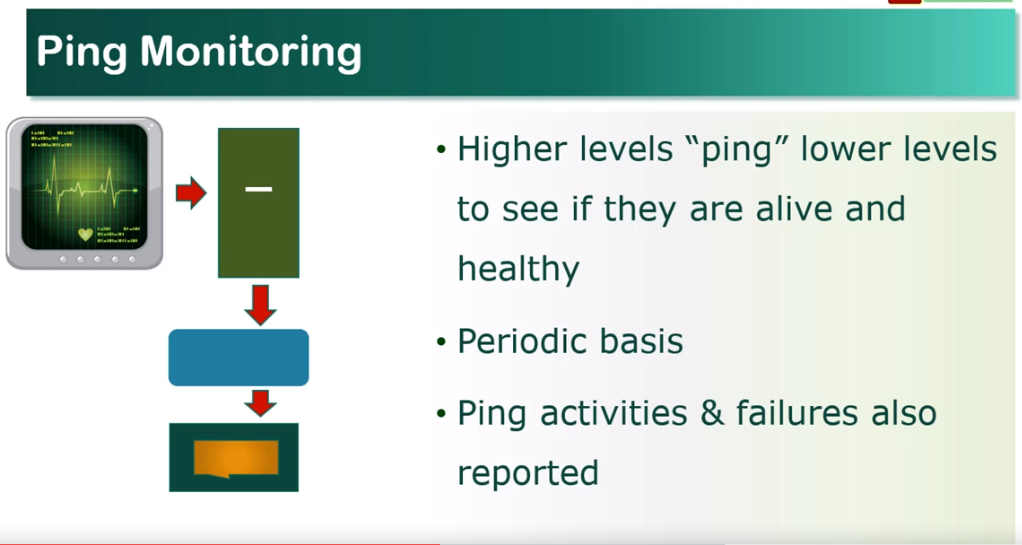 Ping Monitoring
• Higher levels “ping” lower levels
to see if they are alive and
healthy
• Periodic basis
• Ping activities & failures also
reported